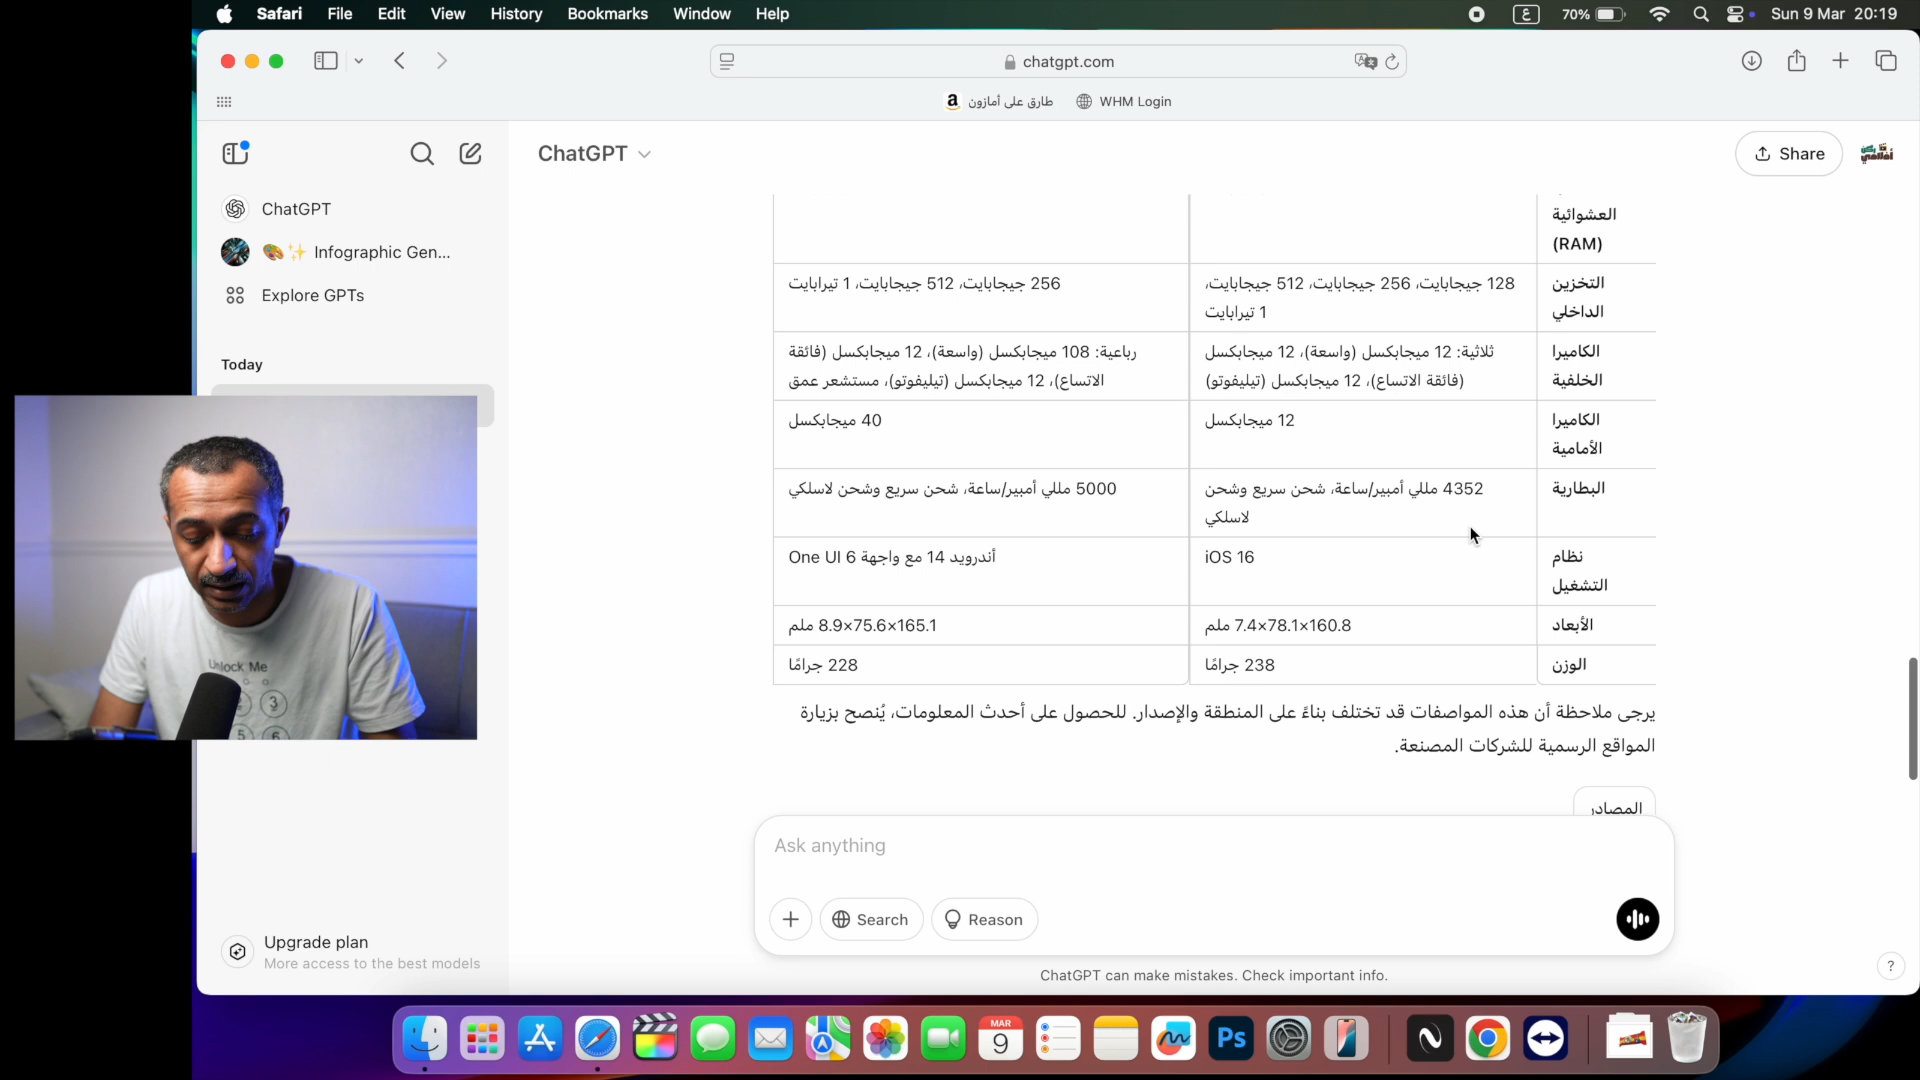 Safari File Edit View History Bookmarks Window Help
ع 70% Sun 9 Mar 20:19
chatgpt.com
طارق على أمازون WHM Login
ChatGPT
Share
ChatGPT
🎨✨ Infographic Gen...
Explore GPTs
Today
العشوائية
(RAM)
التخزين
الداخلي
128 جيجابايت، 256 جيجابايت، 512 جيجابايت،
1 تيرابايت
256 جيجابايت، 512 جيجابايت، 1 تيرابايت
الكاميرا
الخلفية
ثلاثية: 12 ميجابكسل (واسعة)، 12 ميجابكسل
(فائقة الاتساع)، 12 ميجابكسل (تيليفوتو)
رباعية: 108 ميجابكسل (واسعة)، 12 ميجابكسل (فائقة
الاتساع)، 12 ميجابكسل (تيليفوتو)، مستشعر عمق
الكاميرا
الأمامية
12 ميجابكسل
40 ميجابكسل
البطارية
4352 مللي أمبير/ساعة، شحن سريع وشحن
لاسلكي
5000 مللي أمبير/ساعة، شحن سريع وشحن لاسلكي
نظام
التشغيل
iOS 16
أندرويد 14 مع واجهة One UI 6
الأبعاد
160.8×78.1×7.4 ملم
165.1×75.6×8.9 ملم
الوزن
238 جرامًا
228 جرامًا
يرجى ملاحظة أن هذه المواصفات قد تختلف بناءً على المنطقة والإصدار. للحصول على أحدث المعلومات، يُنصح بزيارة
المواقع الرسمية للشركات المصنعة.
المصادر
Ask anything
Search Reason
ChatGPT can make mistakes. Check important info.
?
Upgrade plan
More access to the best models
Unlock Me
3
5 6
MAR
9
Ps